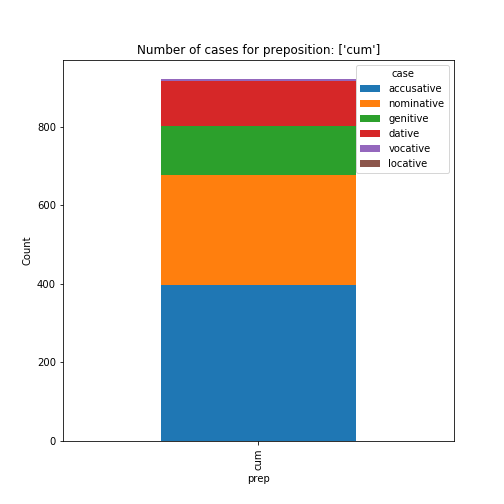 Number of cases for preposition: ['cum']
case
accusative
nominative
genitive
dative
vocative
locative
800
600
400
200
0
Count
cum
prep